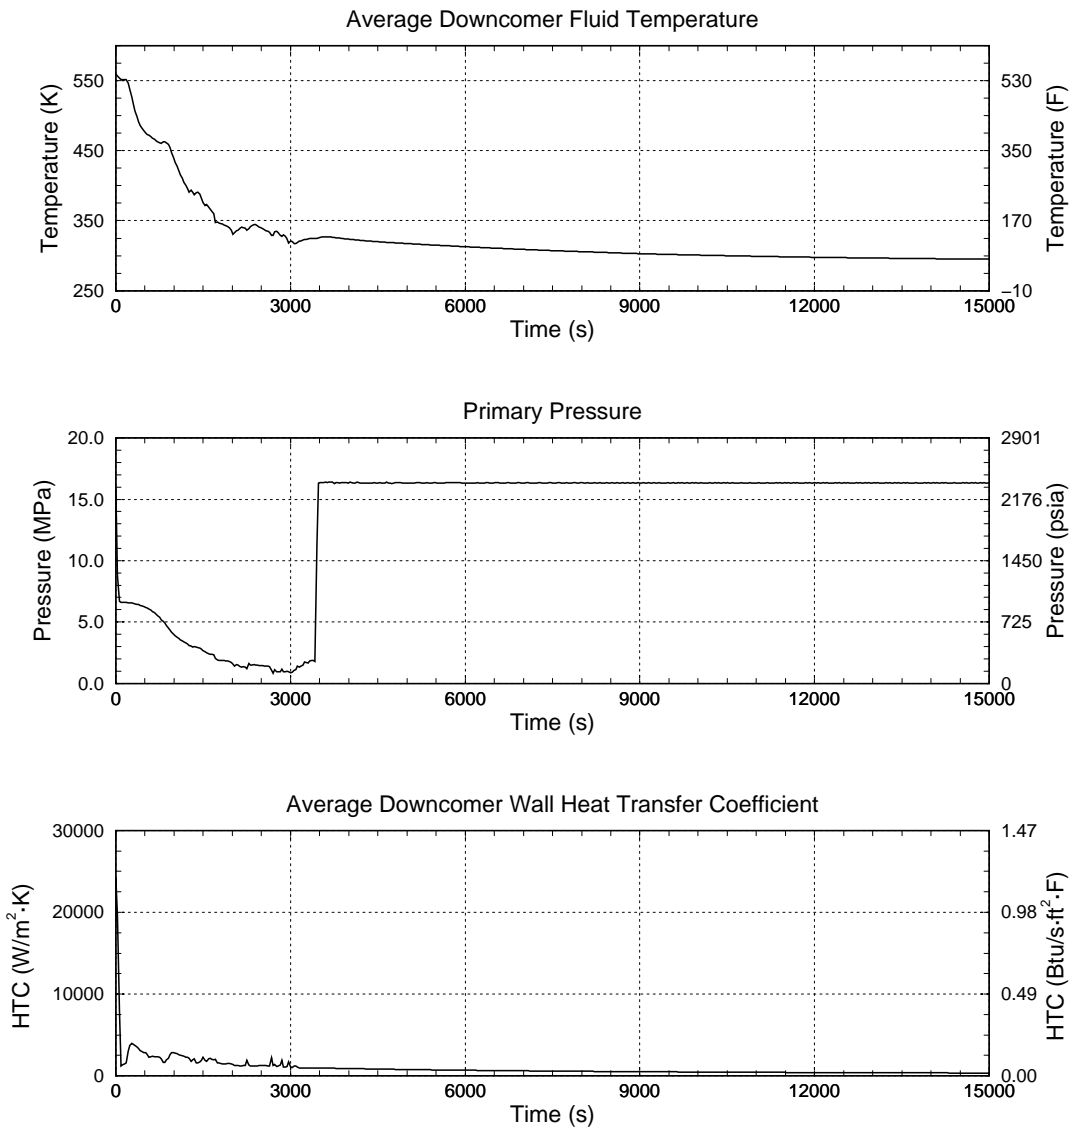 Average Downcomer Fluid Temperature
550
450
350
250
Temperature (K)
530
350
170
−10
Temperature (F)
0 3000 6000 9000 12000 15000
Time (s)
Primary Pressure
20.0
15.0
10.0
5.0
0.0
Pressure (MPa)
2901
2176
1450
725
0
Pressure (psia)
0 3000 6000 9000 12000 15000
Time (s)
Average Downcomer Wall Heat Transfer Coefficient
30000
20000
10000
0
HTC (W/m²·K)
1.47
0.98
0.49
0.00
HTC (Btu/s·ft²·F)
0 3000 6000 9000 12000 15000
Time (s)